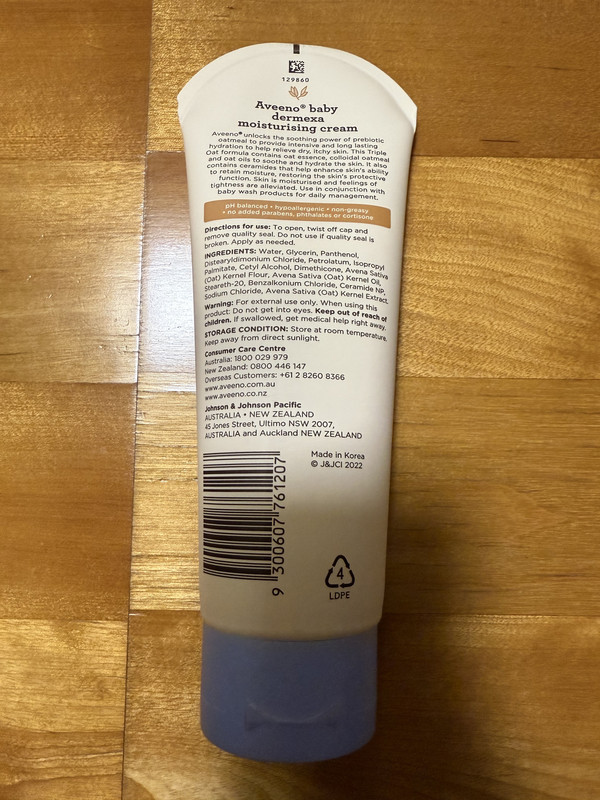 129860
Aveeno® baby
dermexa
moisturising cream
Aveeno® unlocks the soothing power of prebiotic
oatmeal to provide intensive and long lasting
hydration to help relieve dry, itchy skin. This Triple
Oat formula contains oat essence, colloidal oatmeal
and oat oils to soothe and hydrate the skin. It also
contains ceramides that help enhance skin's ability
to retain moisture, restoring the skin's protective
function. Skin is moisturised and feelings of
tightness are alleviated. Use in conjunction with
baby wash products for daily management.
pH balanced • hypoallergenic • non-greasy
• no added parabens, phthalates or cortisone
Directions for use: To open, twist off cap and
remove quality seal. Do not use if quality seal is
broken. Apply as needed.
INGREDIENTS: Water, Glycerin, Panthenol,
Distearyldimonium Chloride, Petrolatum, Isopropyl
Palmitate, Cetyl Alcohol, Dimethicone, Avena Sativa
(Oat) Kernel Flour, Avena Sativa (Oat) Kernel Oil,
Steareth-20, Benzalkonium Chloride, Ceramide NP,
Sodium Chloride, Avena Sativa (Oat) Kernel Extract.
Warning: For external use only. When using this
product: Do not get into eyes. Keep out of reach of
children. If swallowed, get medical help right away.
STORAGE CONDITION: Store at room temperature.
Keep away from direct sunlight.
Consumer Care Centre
Australia: 1800 029 979
New Zealand: 0800 446 147
Overseas Customers: +61 2 8260 8366
www.aveeno.com.au
www.aveeno.co.nz
Johnson & Johnson Pacific
AUSTRALIA • NEW ZEALAND
45 Jones Street, Ultimo NSW 2007,
AUSTRALIA and Auckland NEW ZEALAND
Made in Korea
© J&JCI 2022
9 300607 761207
4
LDPE